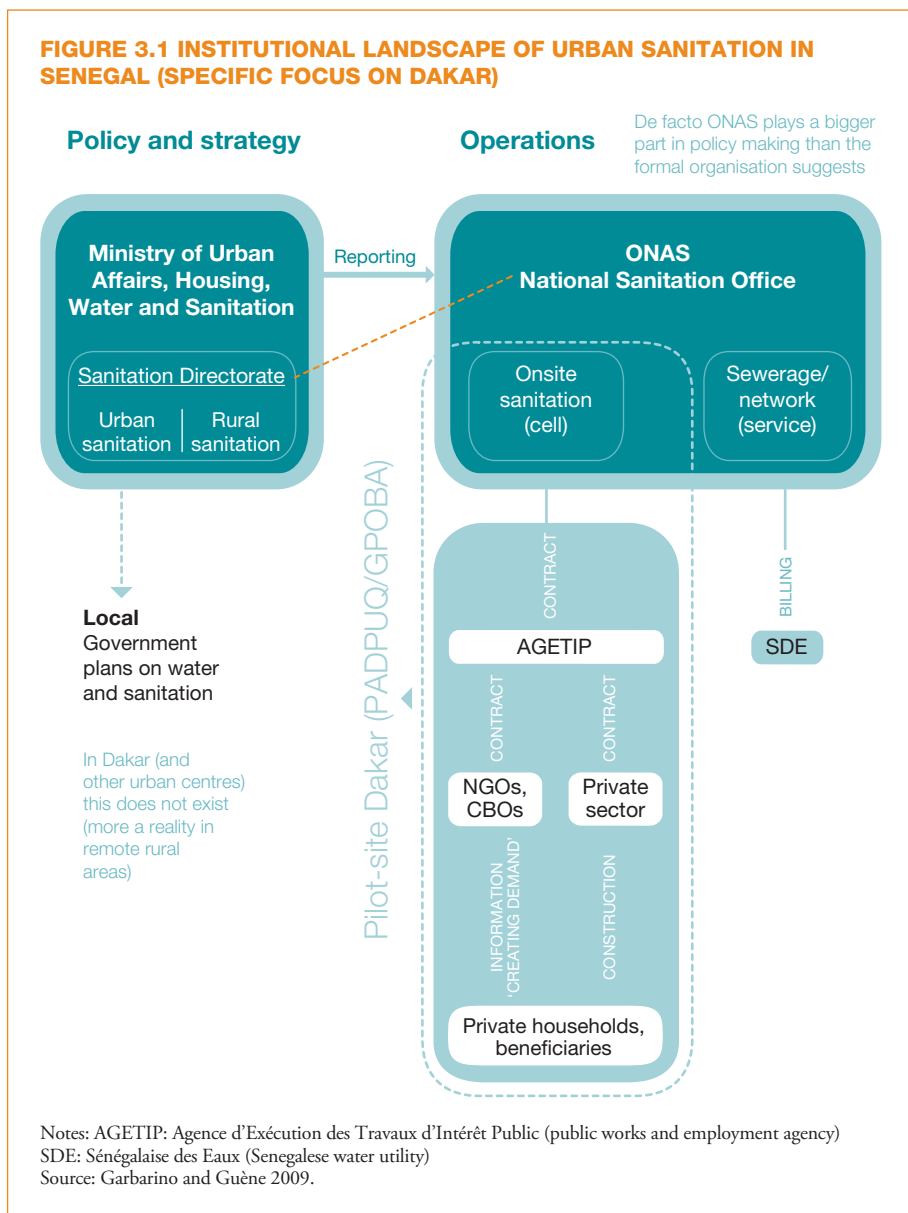 FIGURE 3.1 INSTITUTIONAL LANDSCAPE OF URBAN SANITATION IN
SENEGAL (SPECIFIC FOCUS ON DAKAR)
Policy and strategy
Operations
De facto ONAS plays a bigger
part in policy making than the
formal organisation suggests
Ministry of Urban
Affairs, Housing,
Water and Sanitation
Reporting
ONAS
National Sanitation Office
Sanitation Directorate
Urban
sanitation
Rural
sanitation
Onsite
sanitation
(cell)
Sewerage/
network
(service)
Local
Government
plans on water
and sanitation
In Dakar (and
other urban centres)
this does not exist
(more a reality in
remote rural
areas)
Pilot-site Dakar (PADPUQ/GPOBA)
CONTRACT
AGETIP
CONTRACT
CONTRACT
NGOs,
CBOs
Private
sector
INFORMATION
‘CREATING DEMAND’
CONSTRUCTION
Private households,
beneficiaries
BILLING
SDE
Notes: AGETIP: Agence d’Exécution des Travaux d’Intérêt Public (public works and employment agency)
SDE: Sénégalaise des Eaux (Senegalese water utility)
Source: Garbarino and Guène 2009.